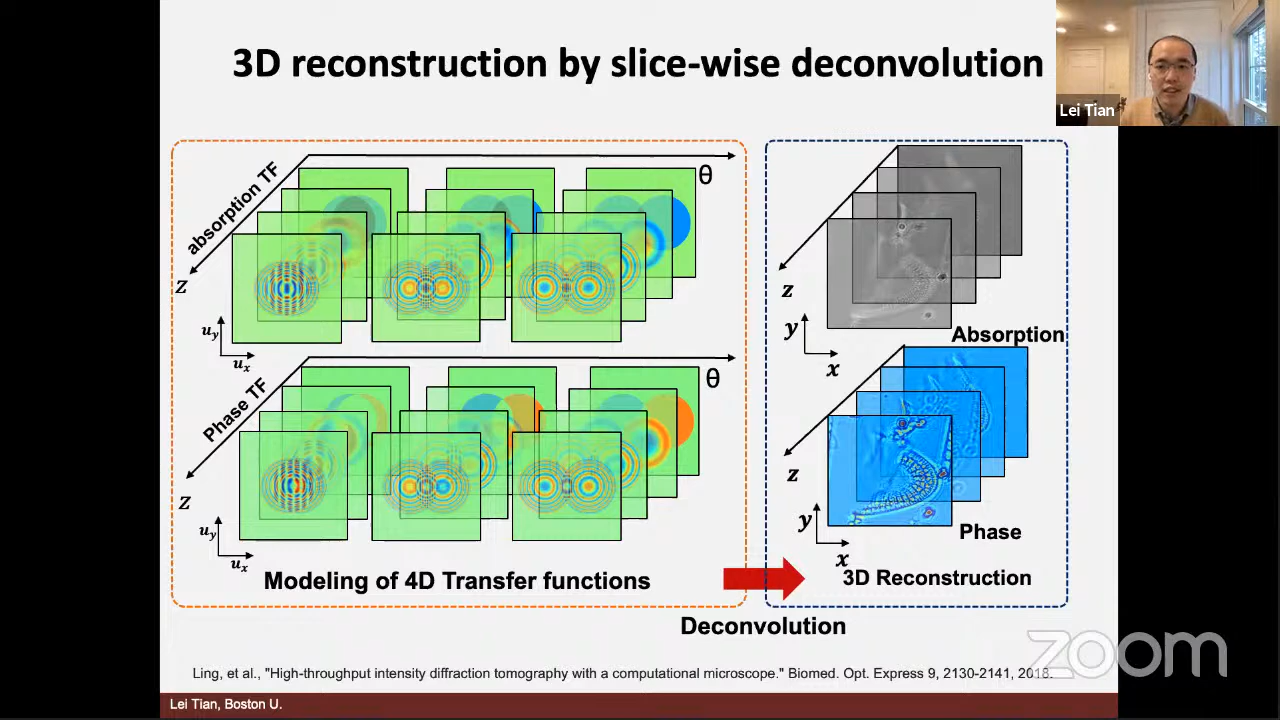 3D reconstruction by slice-wise deconvolution
Lei Tian
absorption TF
θ
z
u_y
u_x
Phase TF
θ
z
u_y
u_x
Modeling of 4D Transfer functions
z
y
x
Absorption
z
y
x
Phase
3D Reconstruction
Deconvolution
zoom
Ling, et al., "High-throughput intensity diffraction tomography with a computational microscope." Biomed. Opt. Express 9, 2130-2141, 2018.
Lei Tian, Boston U.